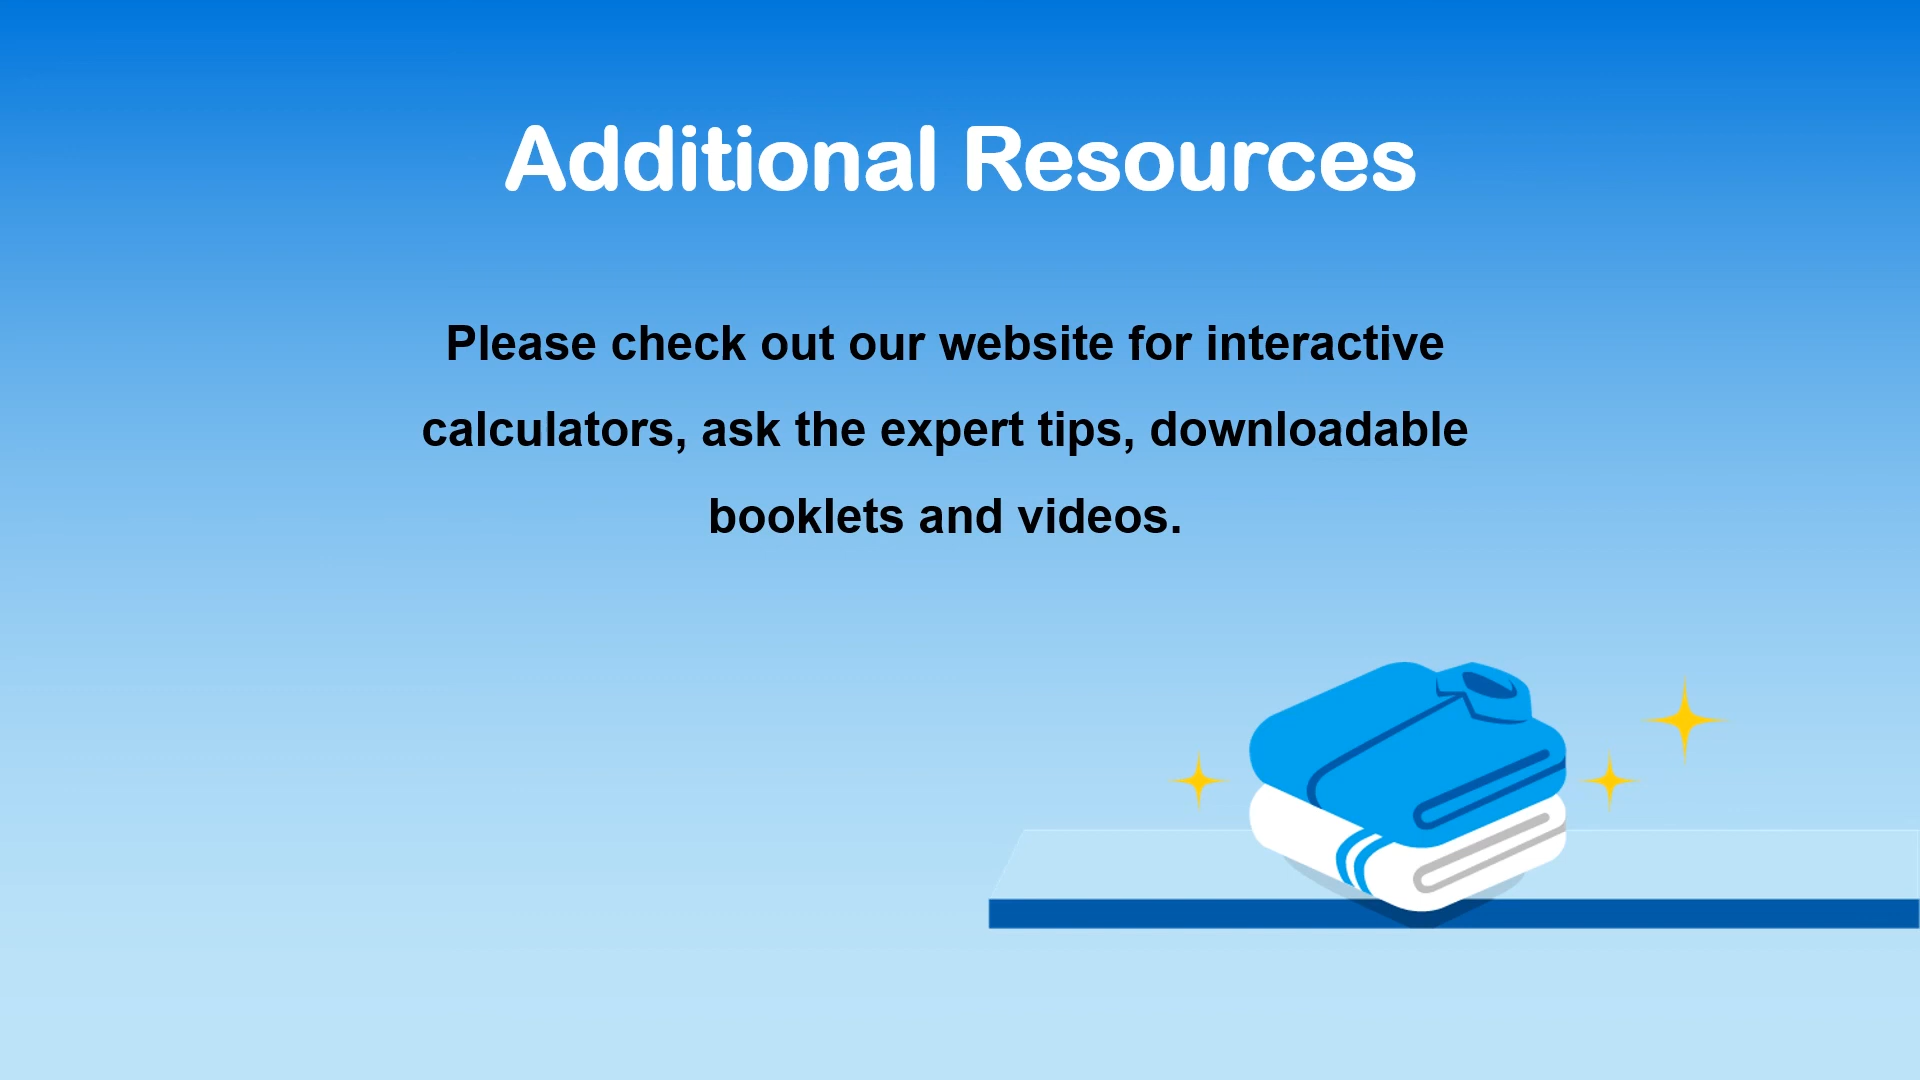 Additional Resources
Please check out our website for interactive
calculators, ask the expert tips, downloadable
booklets and videos.